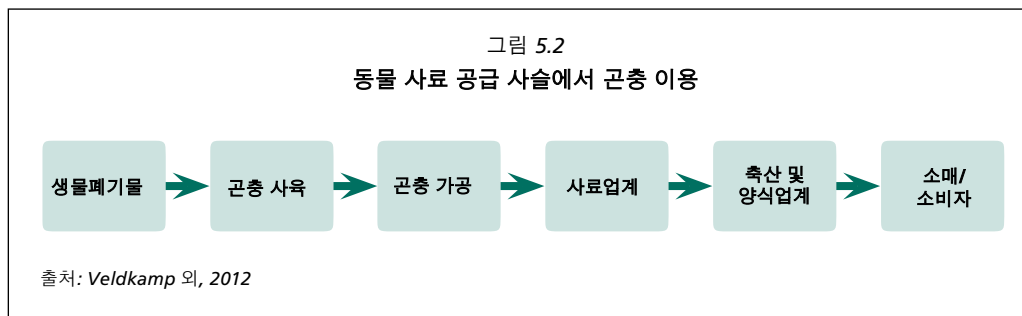 그림 5.2
동물 사료 공급 사슬에서 곤충 이용
생물폐기물
곤충 사육
곤충 가공
사료업계
축산 및
양식업계
소매/
소비자
출처: Veldkamp 외, 2012